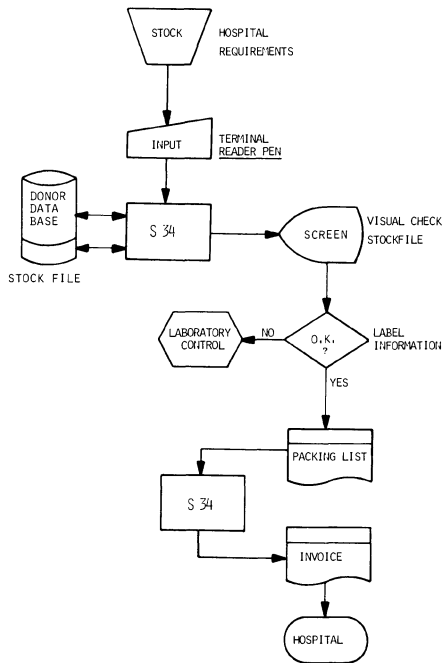 STOCK
HOSPITAL
REQUIREMENTS
INPUT
TERMINAL
READER PEN
DONOR
DATA
BASE
S 34
SCREEN
VISUAL CHECK
STOCKFILE
STOCK FILE
LABORATORY
CONTROL
NO
O.K.
?
LABEL
INFORMATION
YES
PACKING LIST
S 34
INVOICE
HOSPITAL